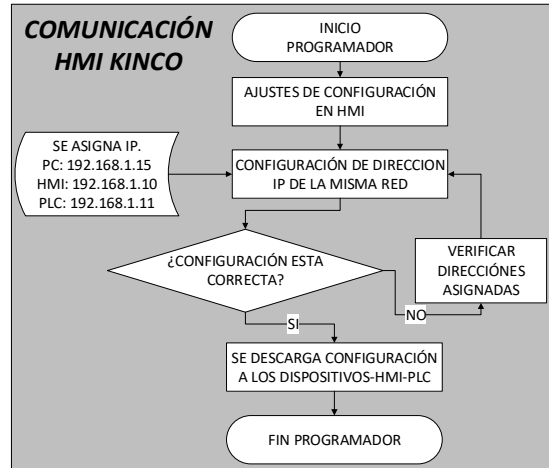 COMUNICACIÓN
HMI KINCO
INICIO
PROGRAMADOR
AJUSTES DE CONFIGURACIÓN
EN HMI
SE ASIGNA IP.
PC: 192.168.1.15
HMI: 192.168.1.10
PLC: 192.168.1.11
CONFIGURACIÓN DE DIRECCION
IP DE LA MISMA RED
¿CONFIGURACIÓN ESTA
CORRECTA?
VERIFICAR
DIRECCIÓNES
ASIGNADAS
NO
SI
SE DESCARGA CONFIGURACIÓN
A LOS DISPOSITIVOS-HMI-PLC
FIN PROGRAMADOR